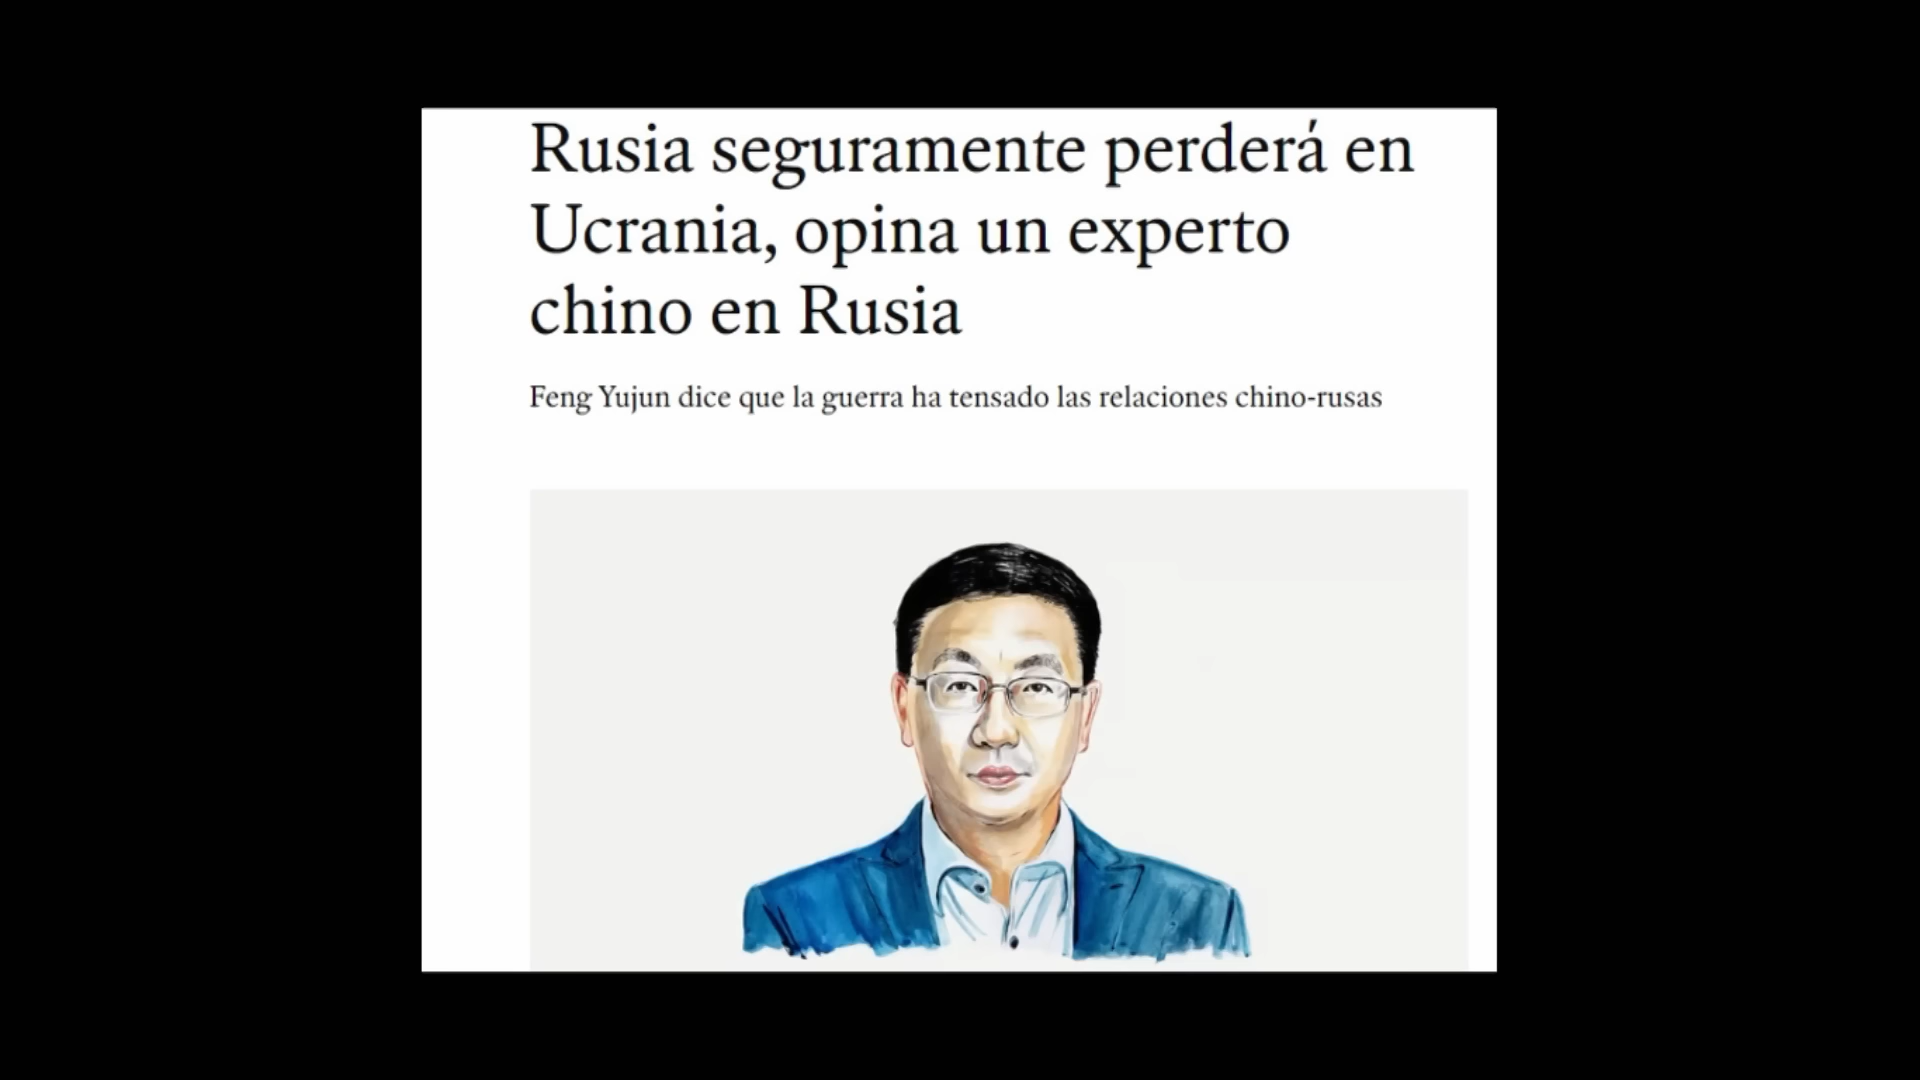 Rusia seguramente perderá en
Ucrania, opina un experto
chino en Rusia
Feng Yujun dice que la guerra ha tensado las relaciones chino-rusas